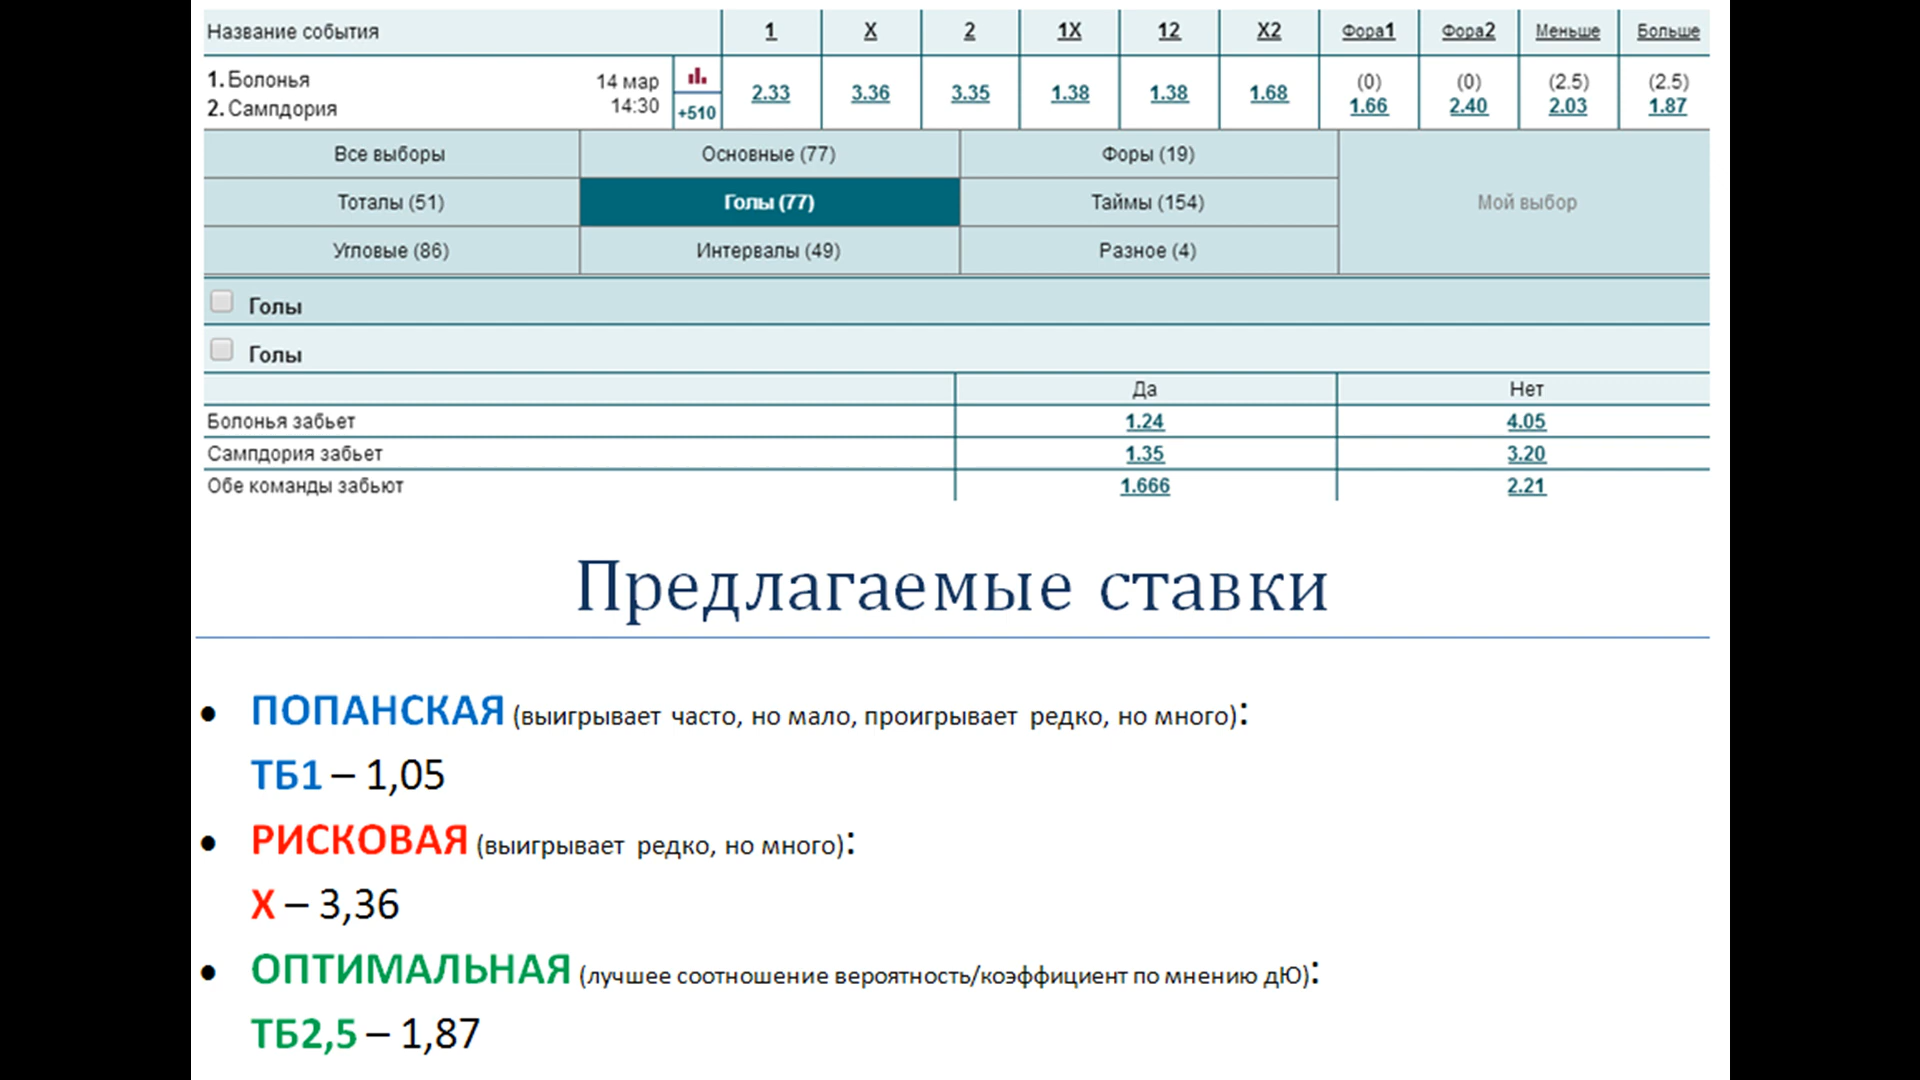 Название события 1 X 2 1X 12 X2 Фора1 Фора2 Меньше Больше
1. Болонья 14 мар (0) (0) (2.5) (2.5)
2. Сампдория 14:30 +510 2.33 3.36 3.35 1.38 1.38 1.68 1.66 2.40 2.03 1.87
Все выборы Основные (77) Форы (19)
Тоталы (51) Голы (77) Таймы (154) Мой выбор
Угловые (86) Интервалы (49) Разное (4)
Голы
Голы
Да Нет
Болонья забьет 1.24 4.05
Сампдория забьет 1.35 3.20
Обе команды забьют 1.666 2.21
Предлагаемые ставки
• ПОПАНСКАЯ (выигрывает часто, но мало, проигрывает редко, но много):
ТБ1 – 1,05
• РИСКОВАЯ (выигрывает редко, но много):
X – 3,36
• ОПТИМАЛЬНАЯ (лучшее соотношение вероятность/коэффициент по мнению дЮ):
ТБ2,5 – 1,87